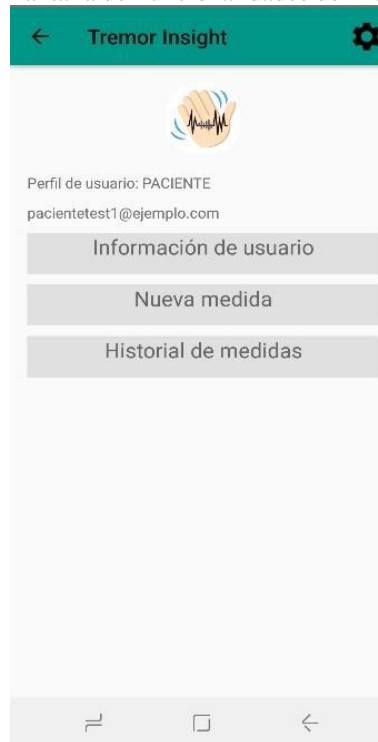 Tremor Insight
Perfil de usuario: PACIENTE
pacientetest1@ejemplo.com
Información de usuario
Nueva medida
Historial de medidas